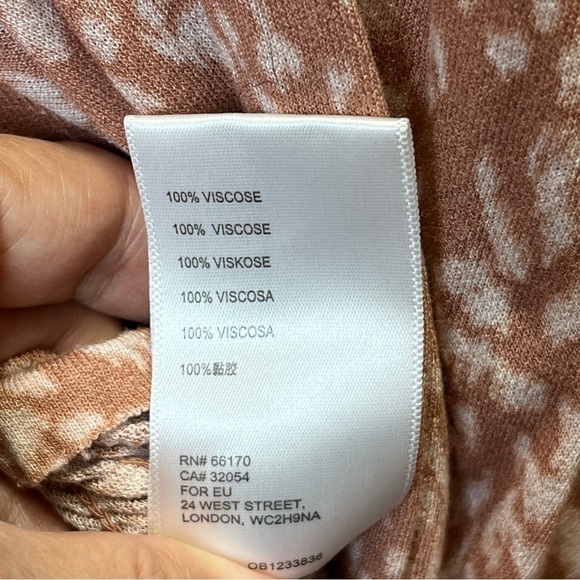 100% VISCOSE
100% VISCOSE
100% VISKOSE
100% VISCOSA
100% VISCOSA
100%黏胶
RN# 66170
CA# 32054
FOR EU
24 WEST STREET,
LONDON, WC2H9NA
OB1233836